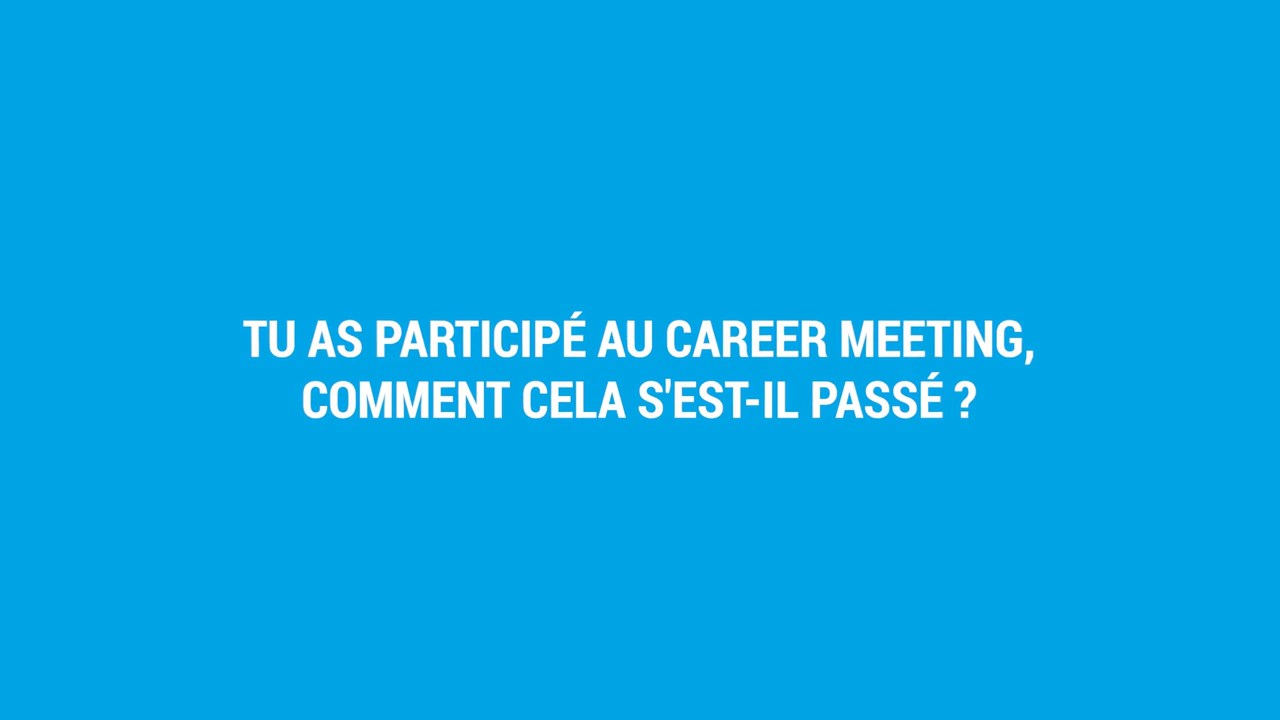 TU AS PARTICIPÉ AU CAREER MEETING,
COMMENT CELA S'EST-IL PASSÉ ?